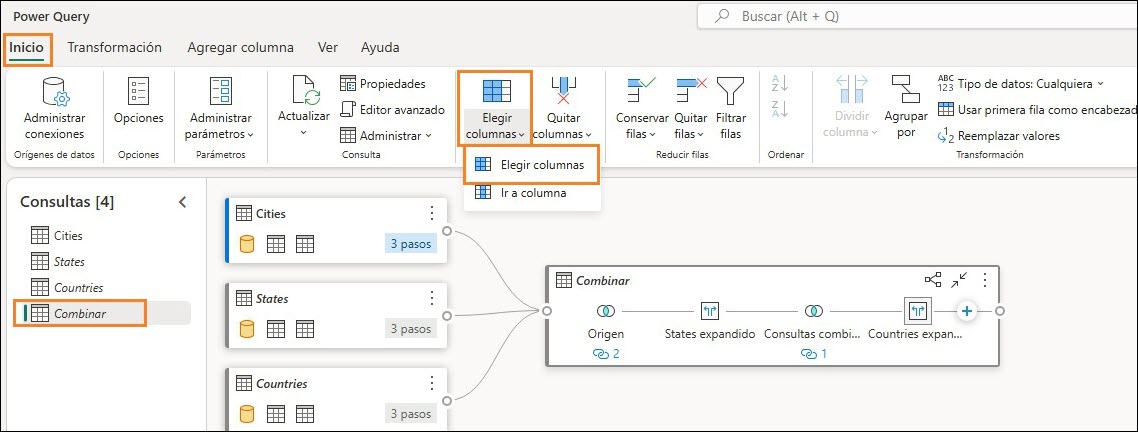 Power Query
Buscar (Alt + Q)
Inicio
Transformación
Agregar columna
Ver
Ayuda
Administrar
conexiones
Orígenes de datos
Opciones
Opciones
Administrar
parámetros
Parámetros
Actualizar
Propiedades
Editor avanzado
Administrar
Consulta
Elegir
columnas
Quitar
columnas
Elegir columnas
Ir a columna
Conservar
filas
Quitar
filas
Filtrar
filas
Reducir filas
A
Z
Z
A
Ordenar
Dividir
columna
Agrupar
por
ABC
123
Tipo de datos: Cualquiera
Usar primera fila como encabezad
1
2
Reemplazar valores
Transformación
Consultas [4]
Cities
States
Countries
Combinar
Cities
3 pasos
States
3 pasos
Countries
3 pasos
Combinar
Origen
2
States expandido
Consultas combi...
1
Countries expan...